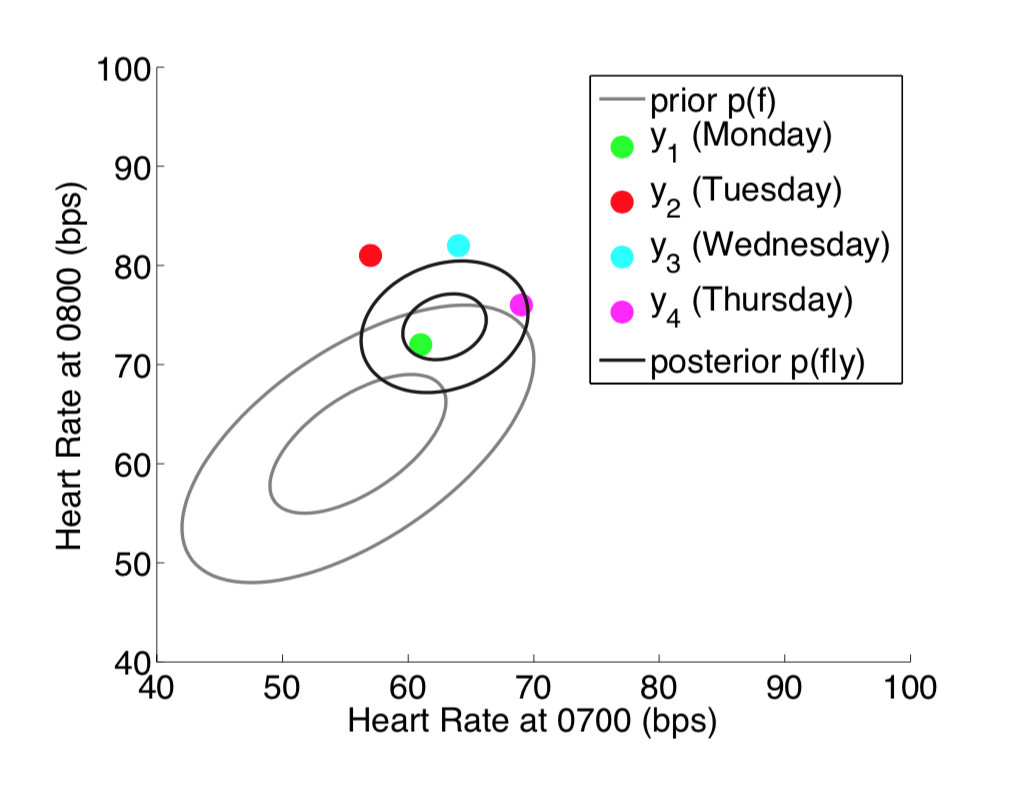 100
90
80
70
60
50
40
40 50 60 70 80 90 100
Heart Rate at 0800 (bps)
Heart Rate at 0700 (bps)
prior p(f)
y1 (Monday)
y2 (Tuesday)
y3 (Wednesday)
y4 (Thursday)
posterior p(fly)